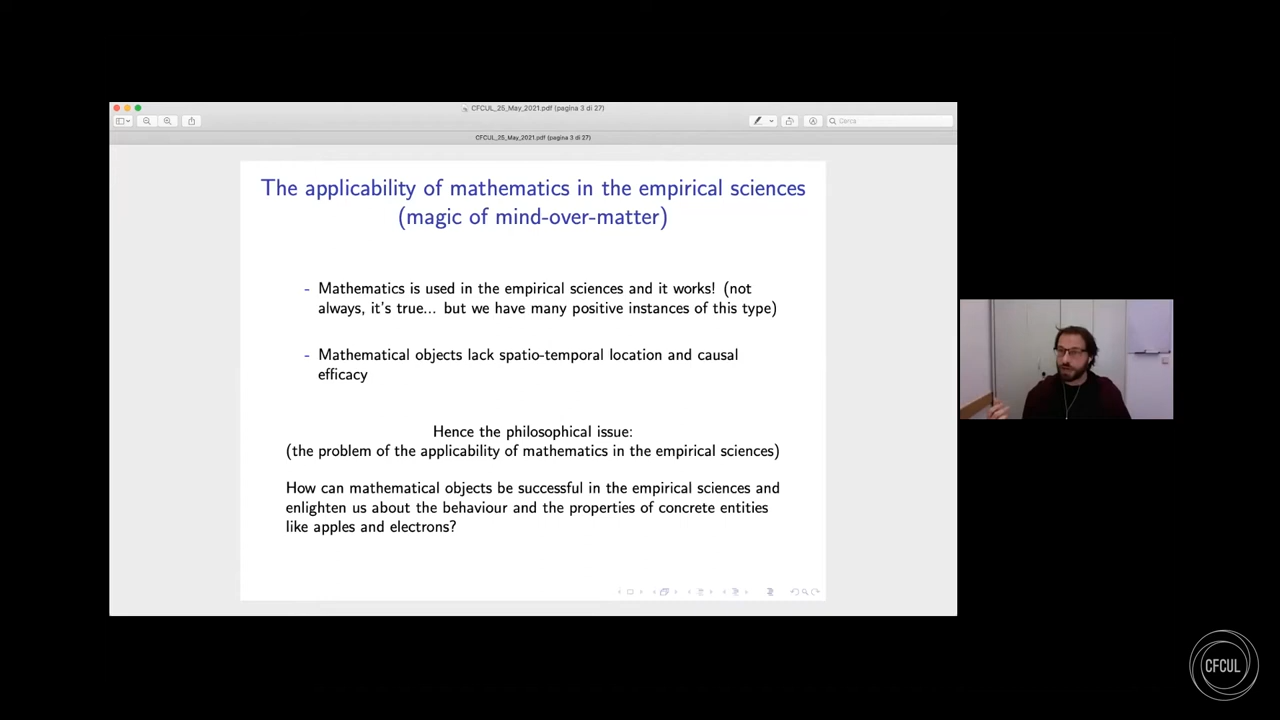 CFCUL_25_May_2021.pdf (pagina 3 di 27)
Cerca
CFCUL_25_May_2021.pdf (pagina 3 di 27)
The applicability of mathematics in the empirical sciences
(magic of mind-over-matter)
- Mathematics is used in the empirical sciences and it works! (not
always, it's true... but we have many positive instances of this type)
- Mathematical objects lack spatio-temporal location and causal
efficacy
Hence the philosophical issue:
(the problem of the applicability of mathematics in the empirical sciences)
How can mathematical objects be successful in the empirical sciences and
enlighten us about the behaviour and the properties of concrete entities
like apples and electrons?
CFCUL